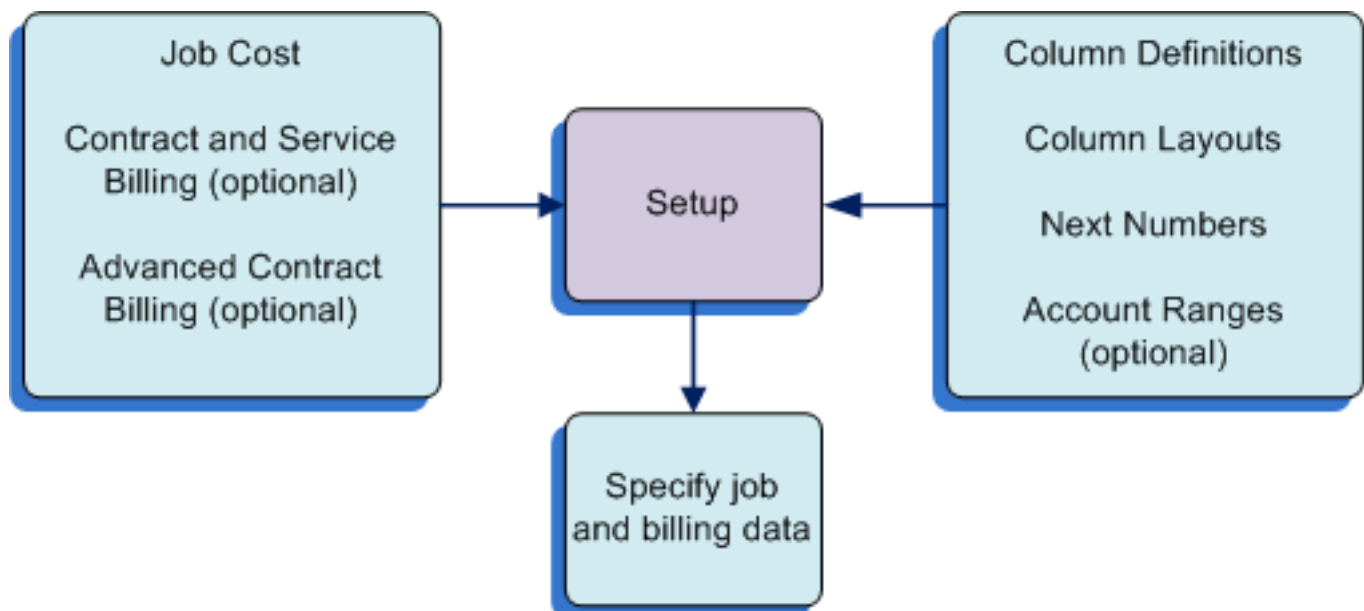 Job Cost
Contract and Service
Billing (optional)
Advanced Contract
Billing (optional)
Setup
Column Definitions
Column Layouts
Next Numbers
Account Ranges
(optional)
Specify job
and billing data